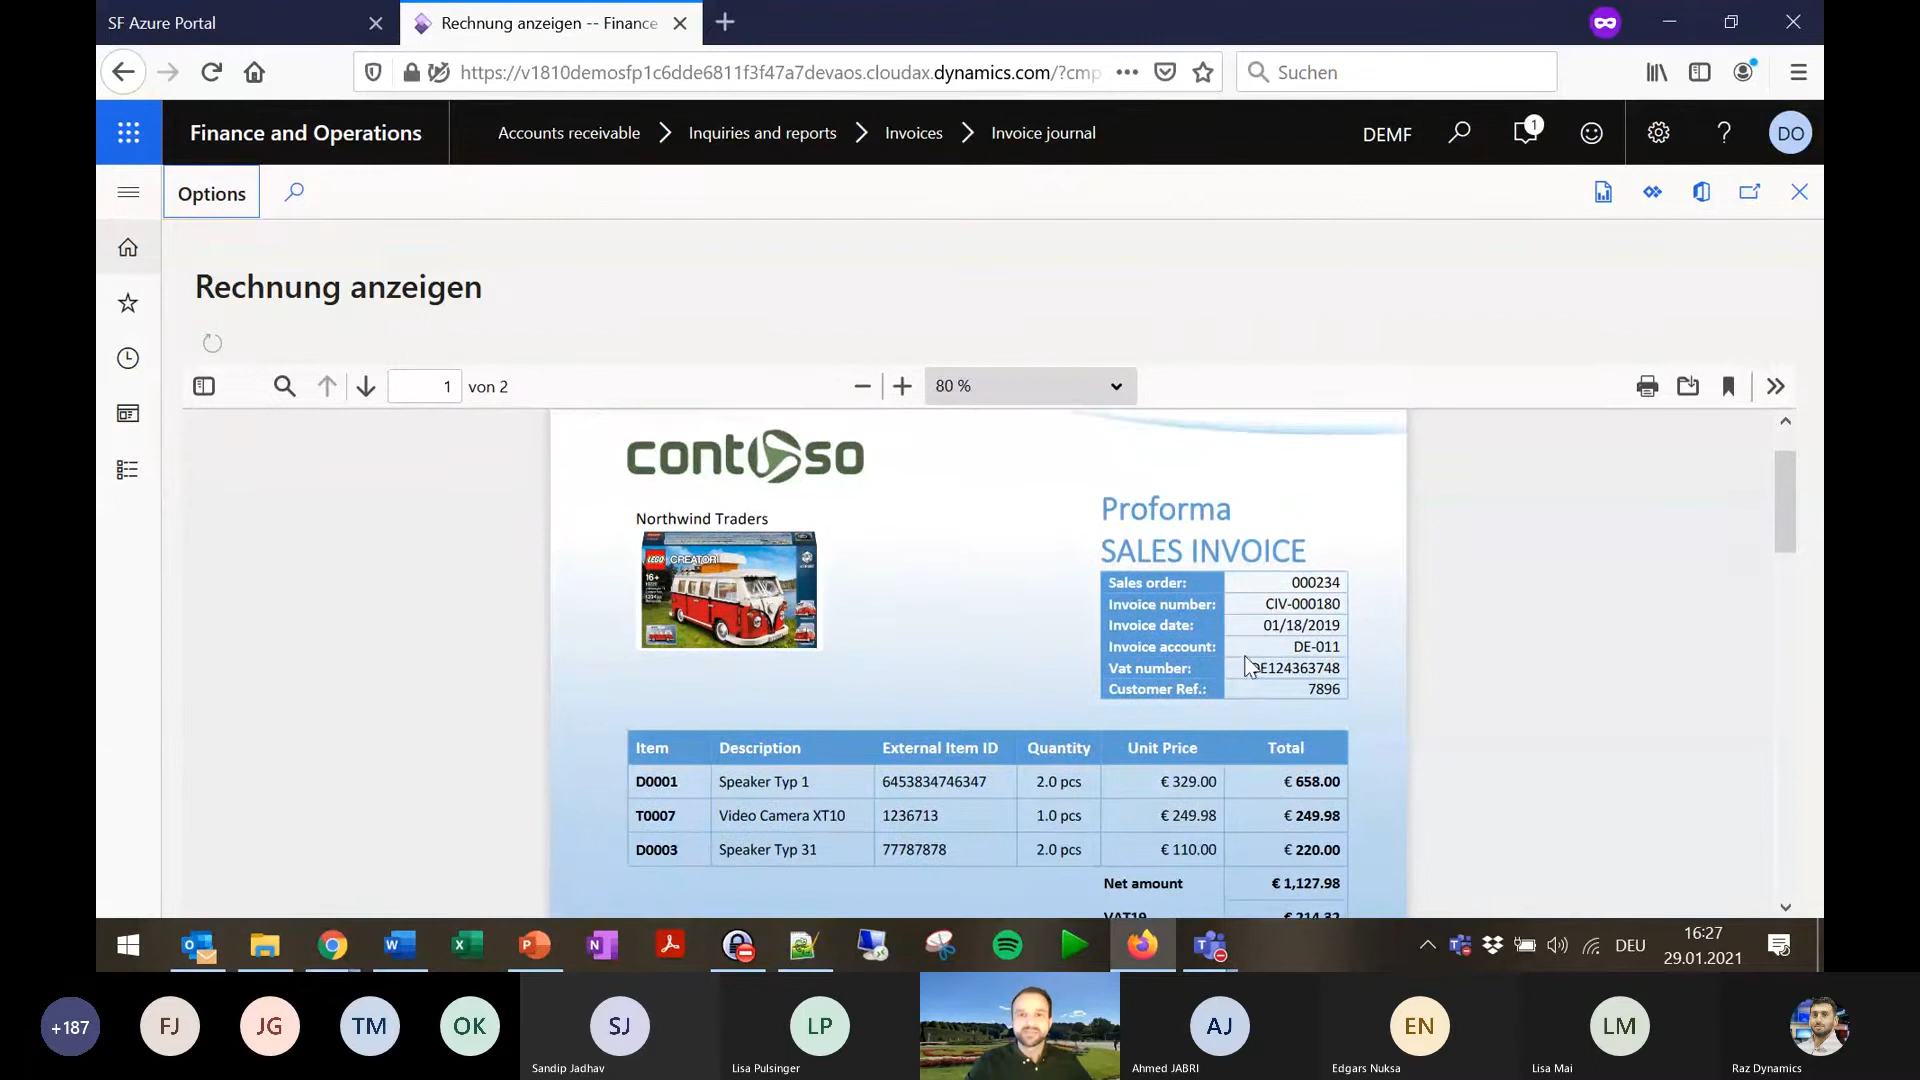 SF Azure Portal
Rechnung anzeigen -- Finance
https://v1810demosfp1c6dde6811f3f47a7devaos.cloudax.dynamics.com/?cmp
Suchen
Finance and Operations
Accounts receivable
Inquiries and reports
Invoices
Invoice journal
DEMF
1
DO
Options
Rechnung anzeigen
1 von 2
80 %
contoso
Northwind Traders
LEGO CREATOR
16+
Proforma
SALES INVOICE
Sales order: 000234
Invoice number: CIV-000180
Invoice date: 01/18/2019
Invoice account: DE-011
Vat number: DE124363748
Customer Ref.: 7896
Item Description External Item ID Quantity Unit Price Total
D0001 Speaker Typ 1 6453834746347 2.0 pcs € 329.00 € 658.00
T0007 Video Camera XT10 1236713 1.0 pcs € 249.98 € 249.98
D0003 Speaker Typ 31 77787878 2.0 pcs € 110.00 € 220.00
Net amount € 1,127.98
VAT19 € 214.32
DEU
16:27
29.01.2021
+187
FJ
JG
TM
OK
SJ
Sandip Jadhav
LP
Lisa Pulsinger
AJ
Ahmed JABRI
EN
Edgars Nuksa
LM
Lisa Mai
Raz Dynamics